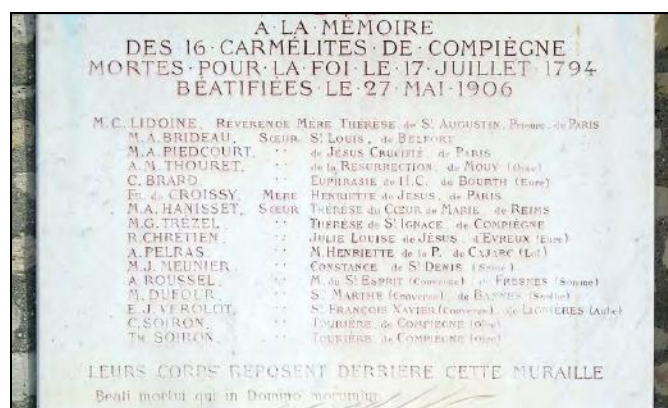 A·LA·MÉMOIRE
DES·16·CARMÉLITES·DE·COMPIÈGNE
MORTES·POUR·LA·FOI·LE·17·JUILLET·1794
BÉATIFIÉES·LE·27·MAI·1906
M.C. LIDOINE, REVERENDE MÈRE THÉRÈSE de St AUGUSTIN, Prieure, de PARIS
M.A. BRIDEAU, SŒUR St LOUIS, de BELFORT
M.A. PIEDCOURT, " de JÉSUS CRUCIFIÉ de PARIS
A.M. THOURET, " de la RÉSURRECTION, de MOUY (Oise)
C. BRARD " EUPHRASIE de l'I.C. de BOURTH (Eure)
de CROISSY, MÈRE HENRIETTE de JÉSUS, de PARIS
M.A. HANISSET, SŒUR THÉRÈSE du CŒUR de MARIE, de REIMS
M.G. TRÉZEL, " THÉRÈSE de St IGNACE, de COMPIÈGNE
R. CHRÉTIEN, " JULIE LOUISE de JÉSUS, d'EVREUX (Eure)
A. PELRAS, " M. HENRIETTE de la P. de CAJARC (Lot)
M.J. MEUNIER, " CONSTANCE de St DENIS (Seine)
A. ROUSSEL, " M. du St ESPRIT (Converse), de FRESNES (Somme)
M. DUFOUR, " Ste MARTHE (Converse), de BANNES (Sarthe)
E.J. VEROLOT, " St FRANÇOIS XAVIER (Converse), de LIGNIÈRES (Aube)
C. SOIRON, " TOURIÈRE, de COMPIÈGNE (Oise)
TH. SOIRON, " TOURIÈRE, de COMPIÈGNE (Oise)
LEURS CORPS REPOSENT DERRIÈRE CETTE MURAILLE
Beati mortui qui in Domino moriuntur